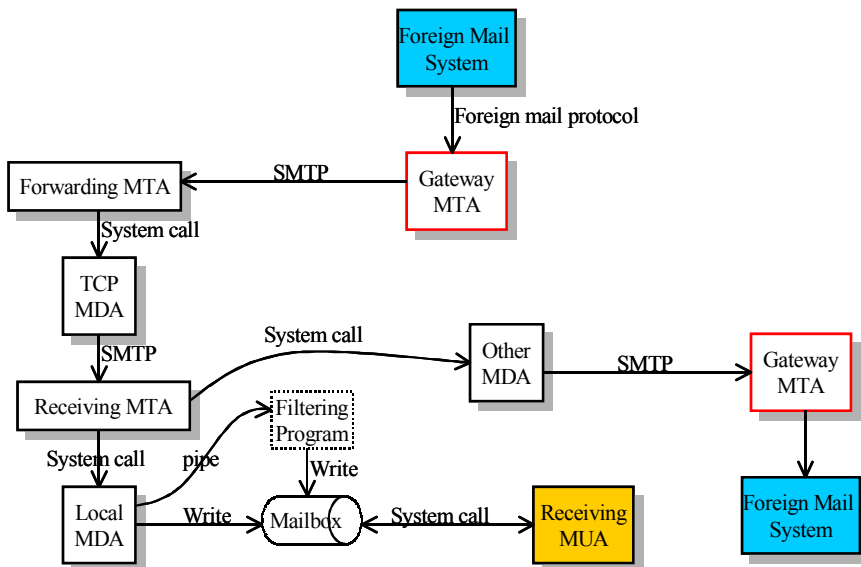 Foreign Mail
System
Foreign mail protocol
SMTP
Forwarding MTA
Gateway
MTA
System call
TCP
MDA
SMTP
System call
Other
MDA
SMTP
Gateway
MTA
Receiving MTA
Filtering
Program
System call
pipe
Write
Local
MDA
Write
Mailbox
System call
Receiving
MUA
Foreign Mail
System